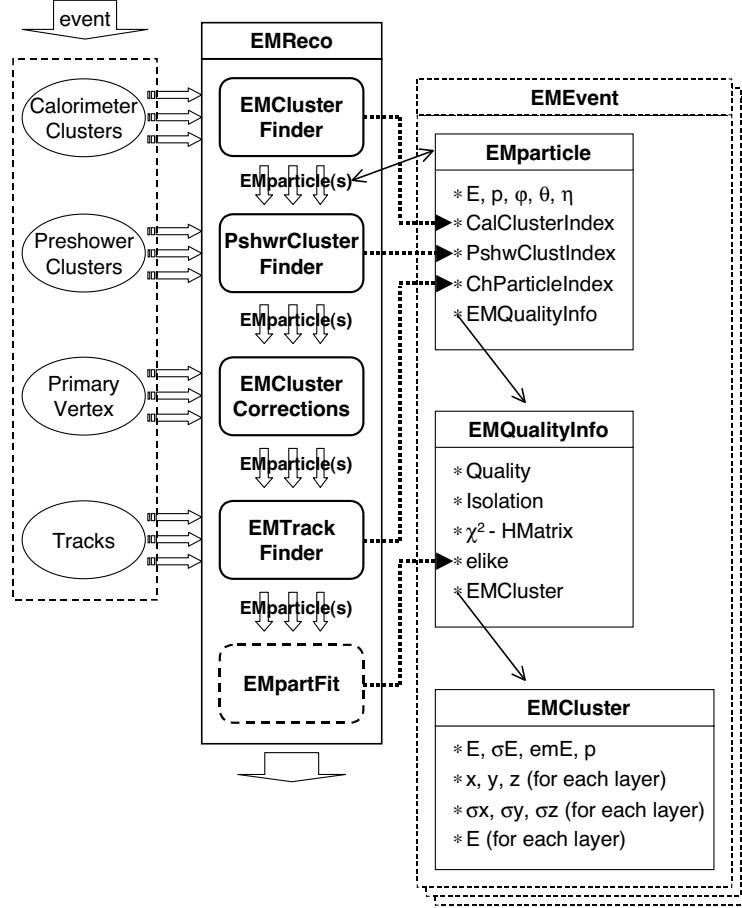 event
Calorimeter
Clusters
Preshower
Clusters
Primary
Vertex
Tracks
EMReco
EMCluster
Finder
EMparticle(s)
PshwrCluster
Finder
EMparticle(s)
EMCluster
Corrections
EMparticle(s)
EMTrack
Finder
EMparticle(s)
EMpartFit
EMEvent
EMparticle
* E, p, φ, θ, η
* CalClusterIndex
* PshwClustIndex
* ChParticleIndex
* EMQualityInfo
EMQualityInfo
* Quality
* Isolation
* χ² - HMatrix
* elike
* EMCluster
EMCluster
* E, σE, emE, p
* x, y, z (for each layer)
* σx, σy, σz (for each layer)
* E (for each layer)